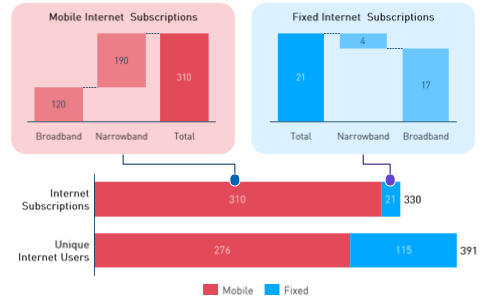 Mobile Internet Subscriptions
120
190
310
Broadband Narrowband Total
Fixed Internet Subscriptions
21
4
17
Total Narrowband Broadband
Internet
Subscriptions
310 21 330
Unique
Internet Users
276 115 391
Mobile Fixed